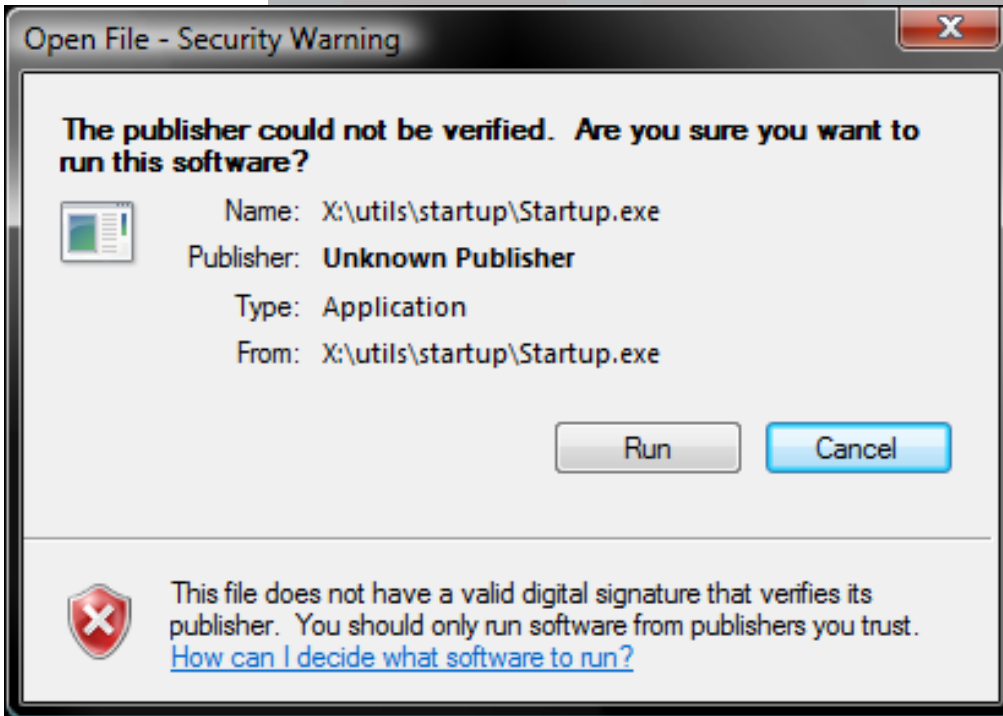 Open File - Security Warning
The publisher could not be verified.  Are you sure you want to
run this software?
Name: X:\utils\startup\Startup.exe
Publisher: Unknown Publisher
Type: Application
From: X:\utils\startup\Startup.exe
Run Cancel
This file does not have a valid digital signature that verifies its
publisher.  You should only run software from publishers you trust.
How can I decide what software to run?